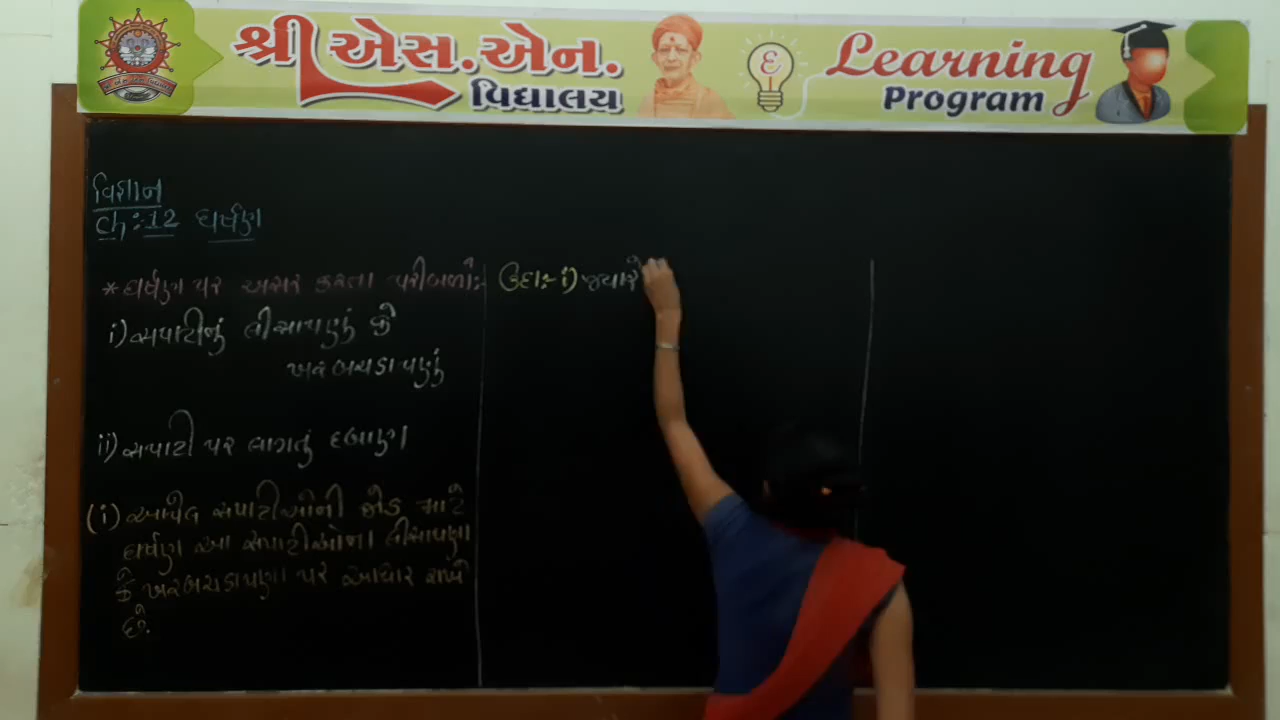 શ્રી એસ.એન.
વિદ્યાલય
Learning
Program
વિજ્ઞાન
Ch:-12 ઘર્ષણ
* ઘર્ષણ પર અસર કરતા પરીબળો:-
i) સપાટીનું લીસાપણું કે
ખરબચડાપણું
ii) સપાટી પર લાગતું દબાણ
(i) આપેલ સપાટીઓની જોડ માટે
ઘર્ષણ આ સપાટીઓના લીસાપણા
કે ખરબચડાપણા પર આધાર રાખે
છે.
ઉદા:- i) જયારે